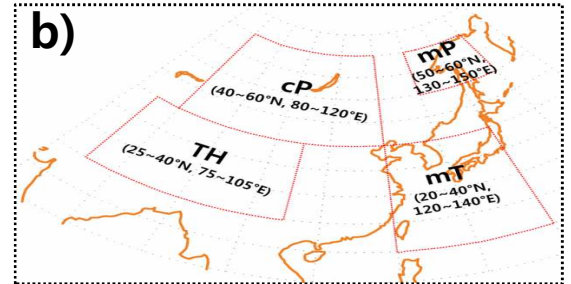 b)
mP
(50~60°N,
130~150°E)
cP
(40~60°N, 80~120°E)
TH
(25~40°N, 75~105°E)
mT
(20~40°N,
120~140°E)